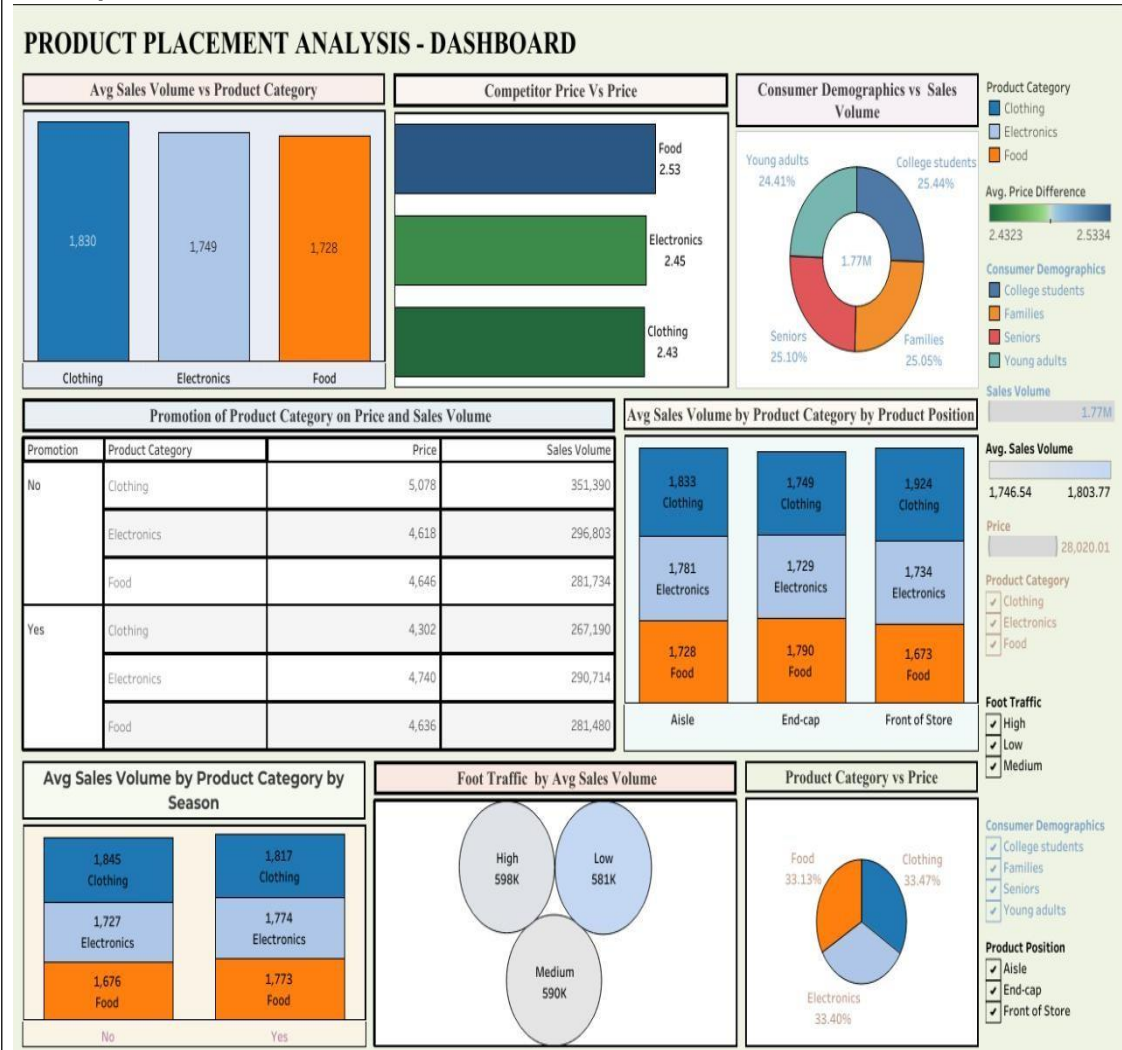 PRODUCT PLACEMENT ANALYSIS - DASHBOARD
Avg Sales Volume vs Product Category
1,830
1,749
1,728
Clothing
Electronics
Food
Competitor Price Vs Price
Food
2.53
Electronics
2.45
Clothing
2.43
Consumer Demographics vs Sales
Volume
Young adults
24.41%
College students
25.44%
1.77M
Seniors
25.10%
Families
25.05%
Product Category
Clothing
Electronics
Food
Avg. Price Difference
2.4323 2.5334
Consumer Demographics
College students
Families
Seniors
Young adults
Sales Volume
1.77M
Avg. Sales Volume
1,746.54 1,803.77
Price
28,020.01
Product Category
Clothing
Electronics
Food
Foot Traffic
High
Low
Medium
Consumer Demographics
College students
Families
Seniors
Young adults
Product Position
Aisle
End-cap
Front of Store
Promotion of Product Category on Price and Sales Volume
Promotion Product Category Price Sales Volume
No Clothing 5,078 351,390
Electronics 4,618 296,803
Food 4,646 281,734
Yes Clothing 4,302 267,190
Electronics 4,740 290,714
Food 4,636 281,480
Avg Sales Volume by Product Category by Product Position
1,833
Clothing
1,781
Electronics
1,728
Food
Aisle
1,749
Clothing
1,729
Electronics
1,790
Food
End-cap
1,924
Clothing
1,734
Electronics
1,673
Food
Front of Store
Avg Sales Volume by Product Category by
Season
1,845
Clothing
1,727
Electronics
1,676
Food
No
1,817
Clothing
1,774
Electronics
1,773
Food
Yes
Foot Traffic by Avg Sales Volume
High
598K
Low
581K
Medium
590K
Product Category vs Price
Food
33.13%
Clothing
33.47%
Electronics
33.40%